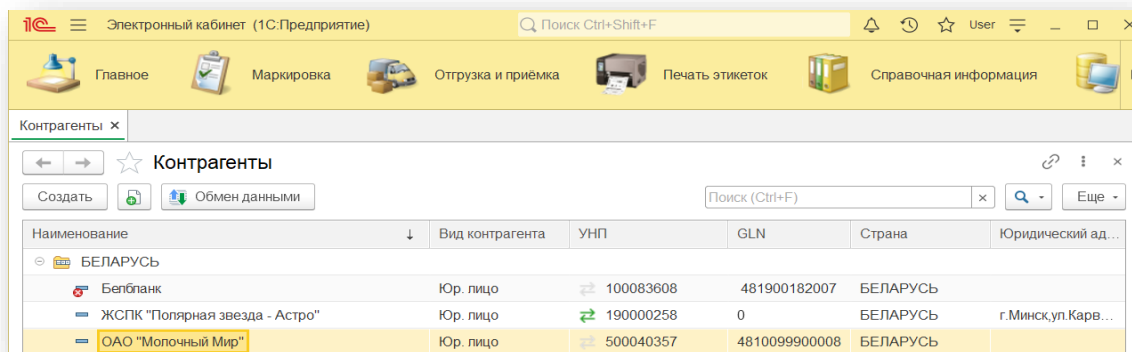 1С Электронный кабинет (1С:Предприятие) Поиск Ctrl+Shift+F User
Главное Маркировка Отгрузка и приёмка Печать этикеток Справочная информация
Контрагенты ×
Контрагенты
Создать Обмен данными Поиск (Ctrl+F) × Еще
Наименование ↓ Вид контрагента УНП GLN Страна Юридический ад...
БЕЛАРУСЬ
Белбланк Юр. лицо 100083608 481900182007 БЕЛАРУСЬ
ЖСПК "Полярная звезда - Астро" Юр. лицо 190000258 0 БЕЛАРУСЬ г.Минск,ул.Карв...
ОАО "Молочный Мир" Юр. лицо 500040357 4810099900008 БЕЛАРУСЬ